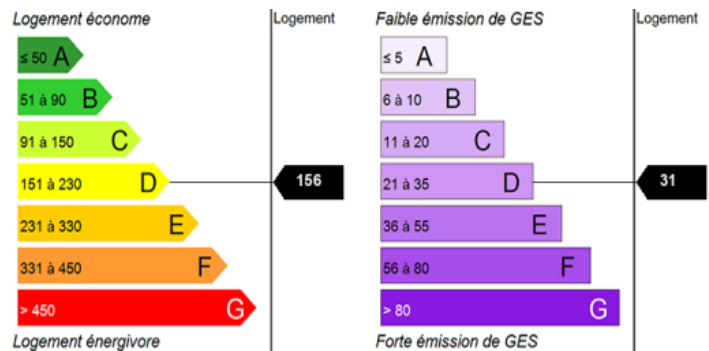 Logement économe
Logement
≤ 50 A
51 à 90 B
91 à 150 C
151 à 230 D
156
231 à 330 E
331 à 450 F
> 450 G
Logement énergivore
Faible émission de GES
Logement
≤ 5 A
6 à 10 B
11 à 20 C
21 à 35 D
31
36 à 55 E
56 à 80 F
> 80 G
Forte émission de GES